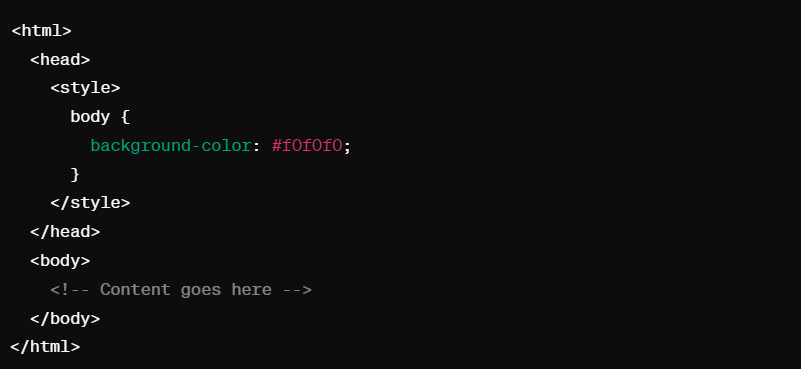 <html>
  <head>
    <style>
      body {
        background-color: #f0f0f0;
      }
    </style>
  </head>
  <body>
    <!-- Content goes here -->
  </body>
</html>